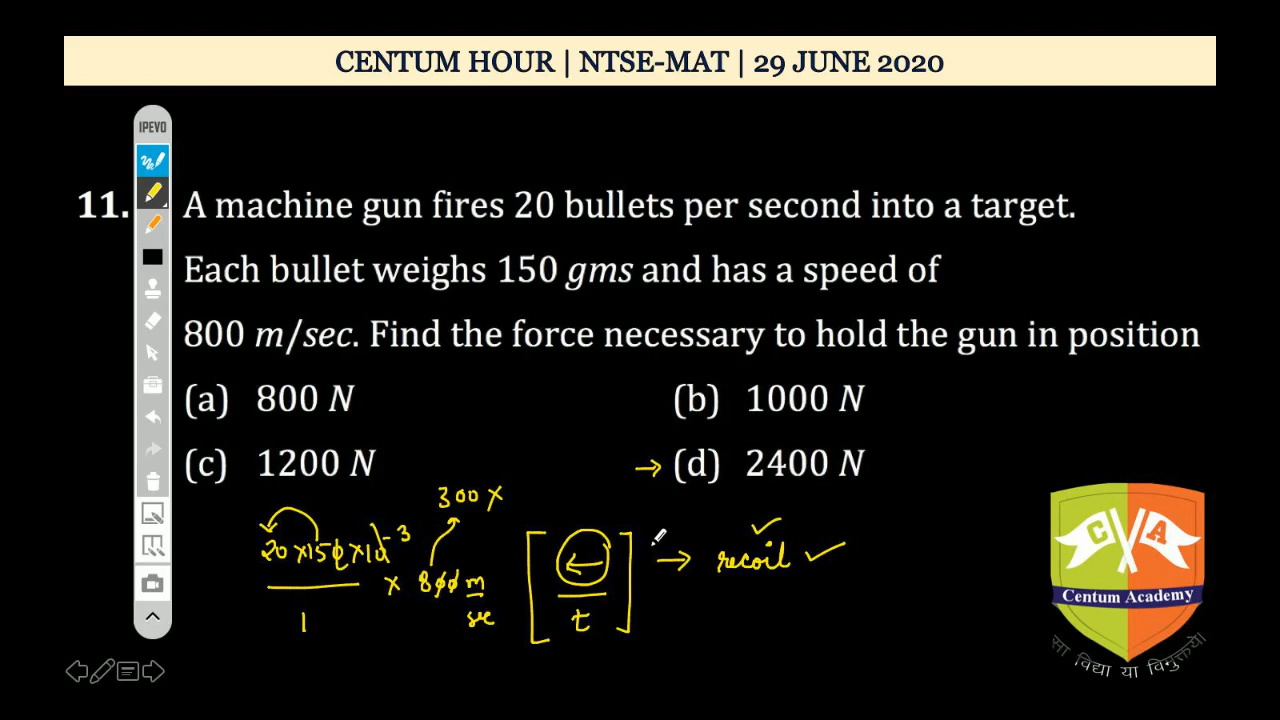 CENTUM HOUR | NTSE-MAT | 29 JUNE 2020
IPEVO
11. A machine gun fires 20 bullets per second into a target.
Each bullet weighs 150 gms and has a speed of
800 m/sec. Find the force necessary to hold the gun in position
(a) 800 N (b) 1000 N
(c) 1200 N → (d) 2400 N
300 ×
20 × 150 × 10⁻³ × 800 m [ ← ] → recoil ✓
1 sec t
C A
Centum Academy
सा विद्या या विमुक्तये।